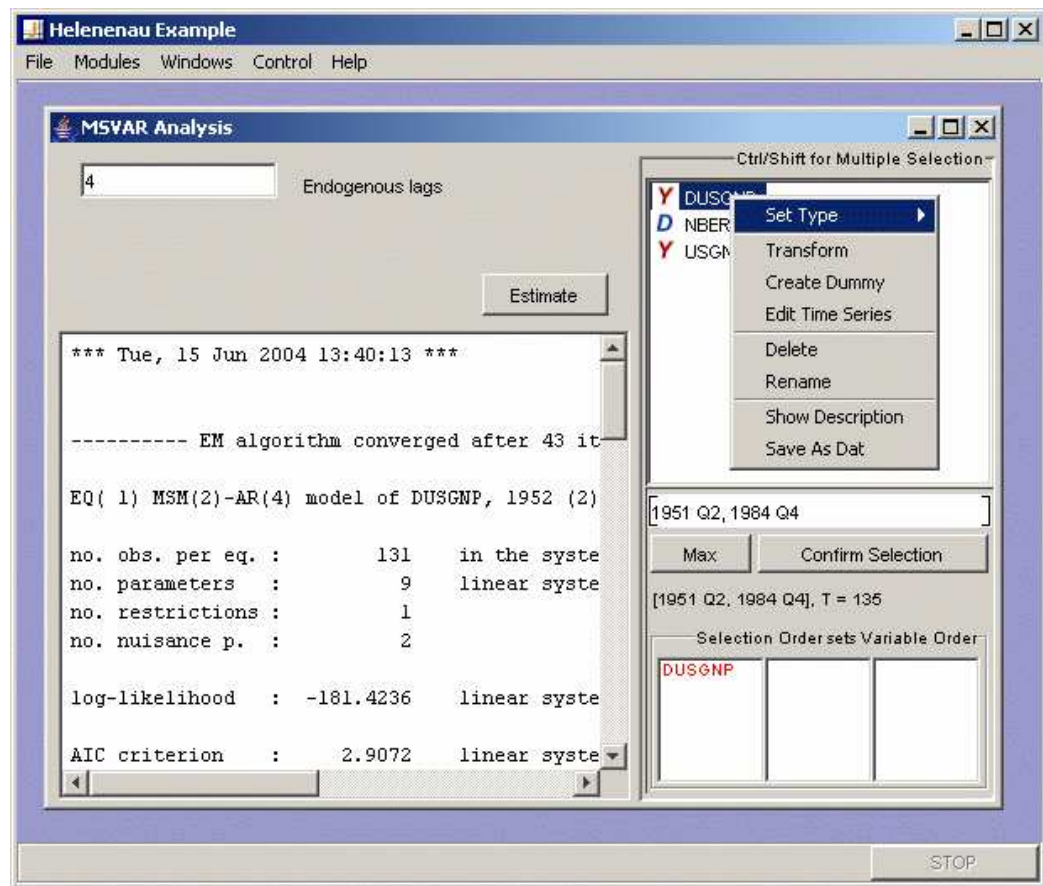 Helenenau Example
File Modules Windows Control Help
MSVAR Analysis
4
Endogenous lags
Estimate
*** Tue, 15 Jun 2004 13:40:13 ***
---------- EM algorithm converged after 43 it
EQ( 1) MSM(2)-AR(4) model of DUSGNP, 1952 (2)
no. obs. per eq. : 131 in the syste
no. parameters : 9 linear syste
no. restrictions : 1
no. nuisance p. : 2
log-likelihood : -181.4236 linear syste
AIC criterion : 2.9072 linear syste
Ctrl/Shift for Multiple Selection
Y DUSGNP
D NBER
Y USGN
Set Type
Transform
Create Dummy
Edit Time Series
Delete
Rename
Show Description
Save As Dat
[1951 Q2, 1984 Q4]
Max Confirm Selection
[1951 Q2, 1984 Q4], T = 135
Selection Order sets Variable Order
DUSGNP
STOP